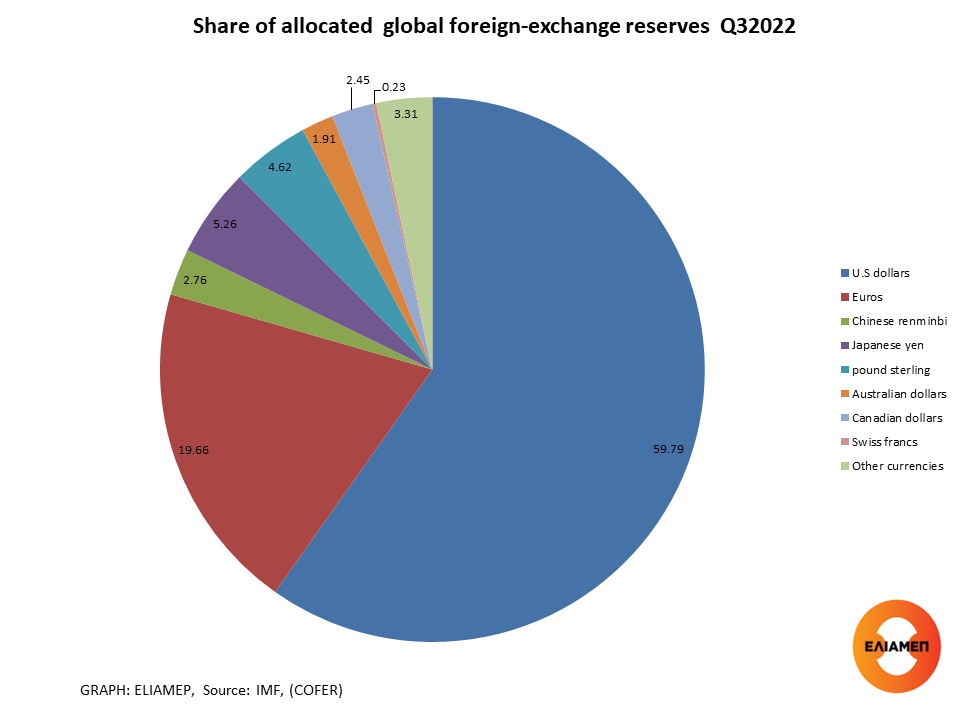 Share of allocated  global foreign-exchange reserves  Q32022
2.45
0.23
3.31
1.91
4.62
5.26
2.76
19.66
59.79
U.S dollars
Euros
Chinese renminbi
Japanese yen
pound sterling
Australian dollars
Canadian dollars
Swiss francs
Other currencies
ΕΛΙΑΜΕΠ
GRAPH: ELIAMEP,  Source: IMF, (COFER)